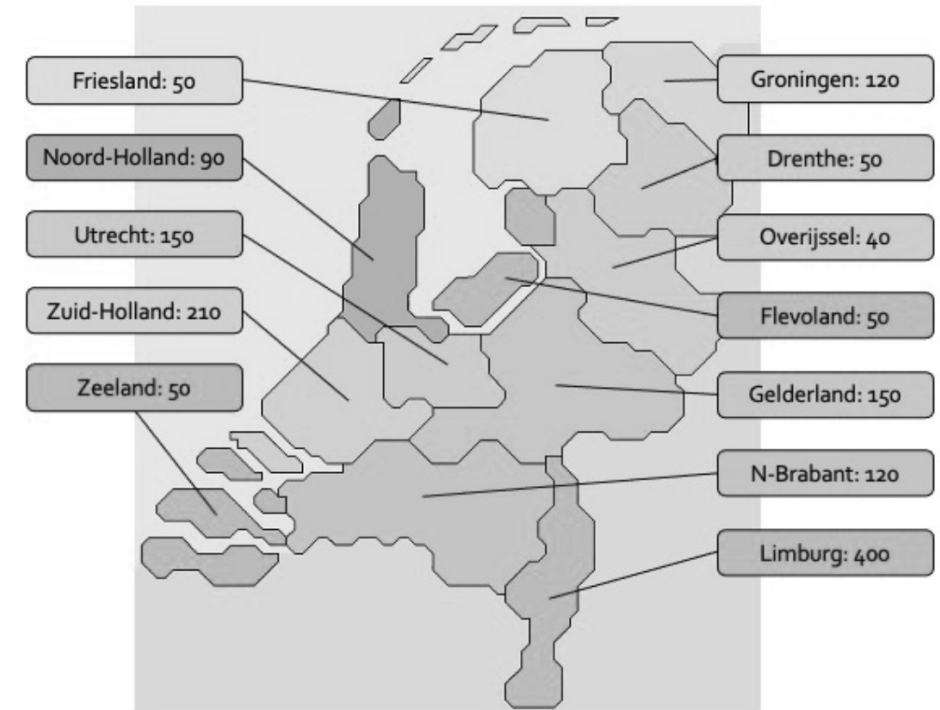 Friesland: 50
Noord-Holland: 90
Utrecht: 150
Zuid-Holland: 210
Zeeland: 50
Groningen: 120
Drenthe: 50
Overijssel: 40
Flevoland: 50
Gelderland: 150
N-Brabant: 120
Limburg: 400